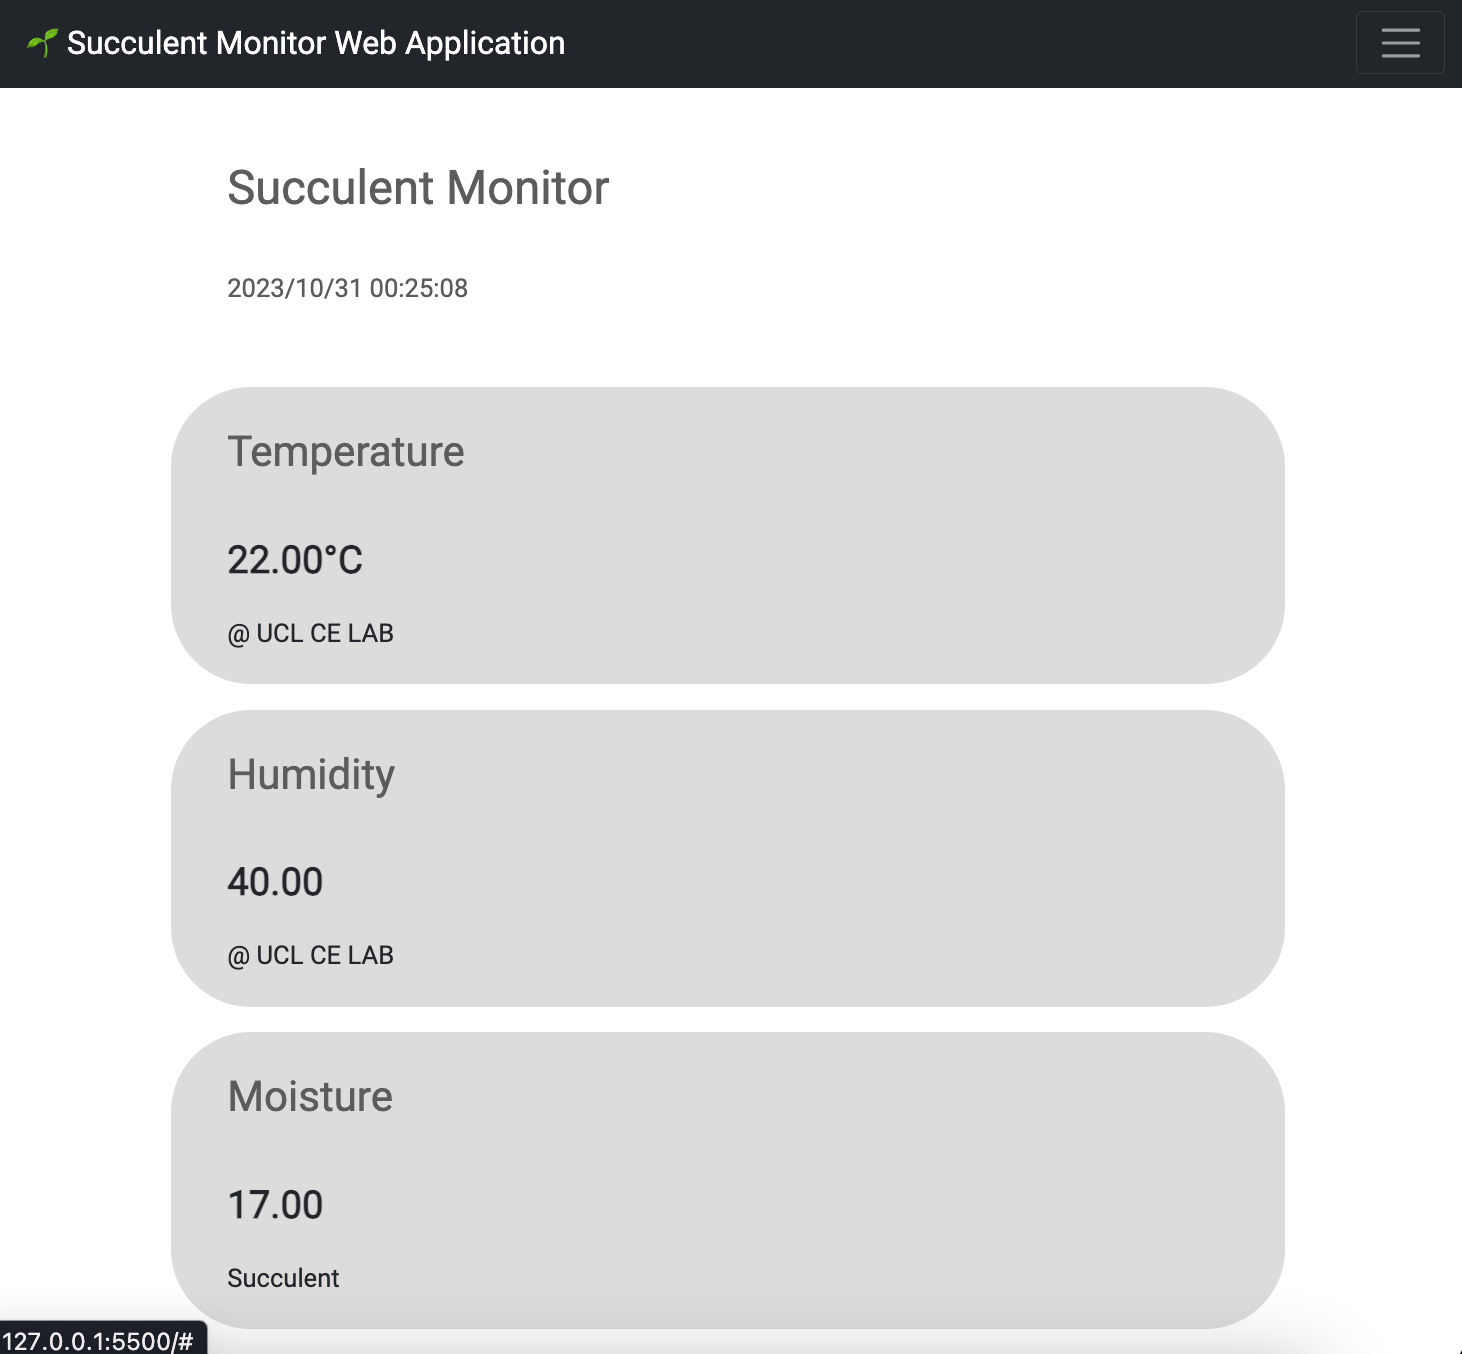 Succulent Monitor Web Application
Succulent Monitor
2023/10/31 00:25:08
Temperature
22.00°C
@ UCL CE LAB
Humidity
40.00
@ UCL CE LAB
Moisture
17.00
Succulent
127.0.0.1:5500/#